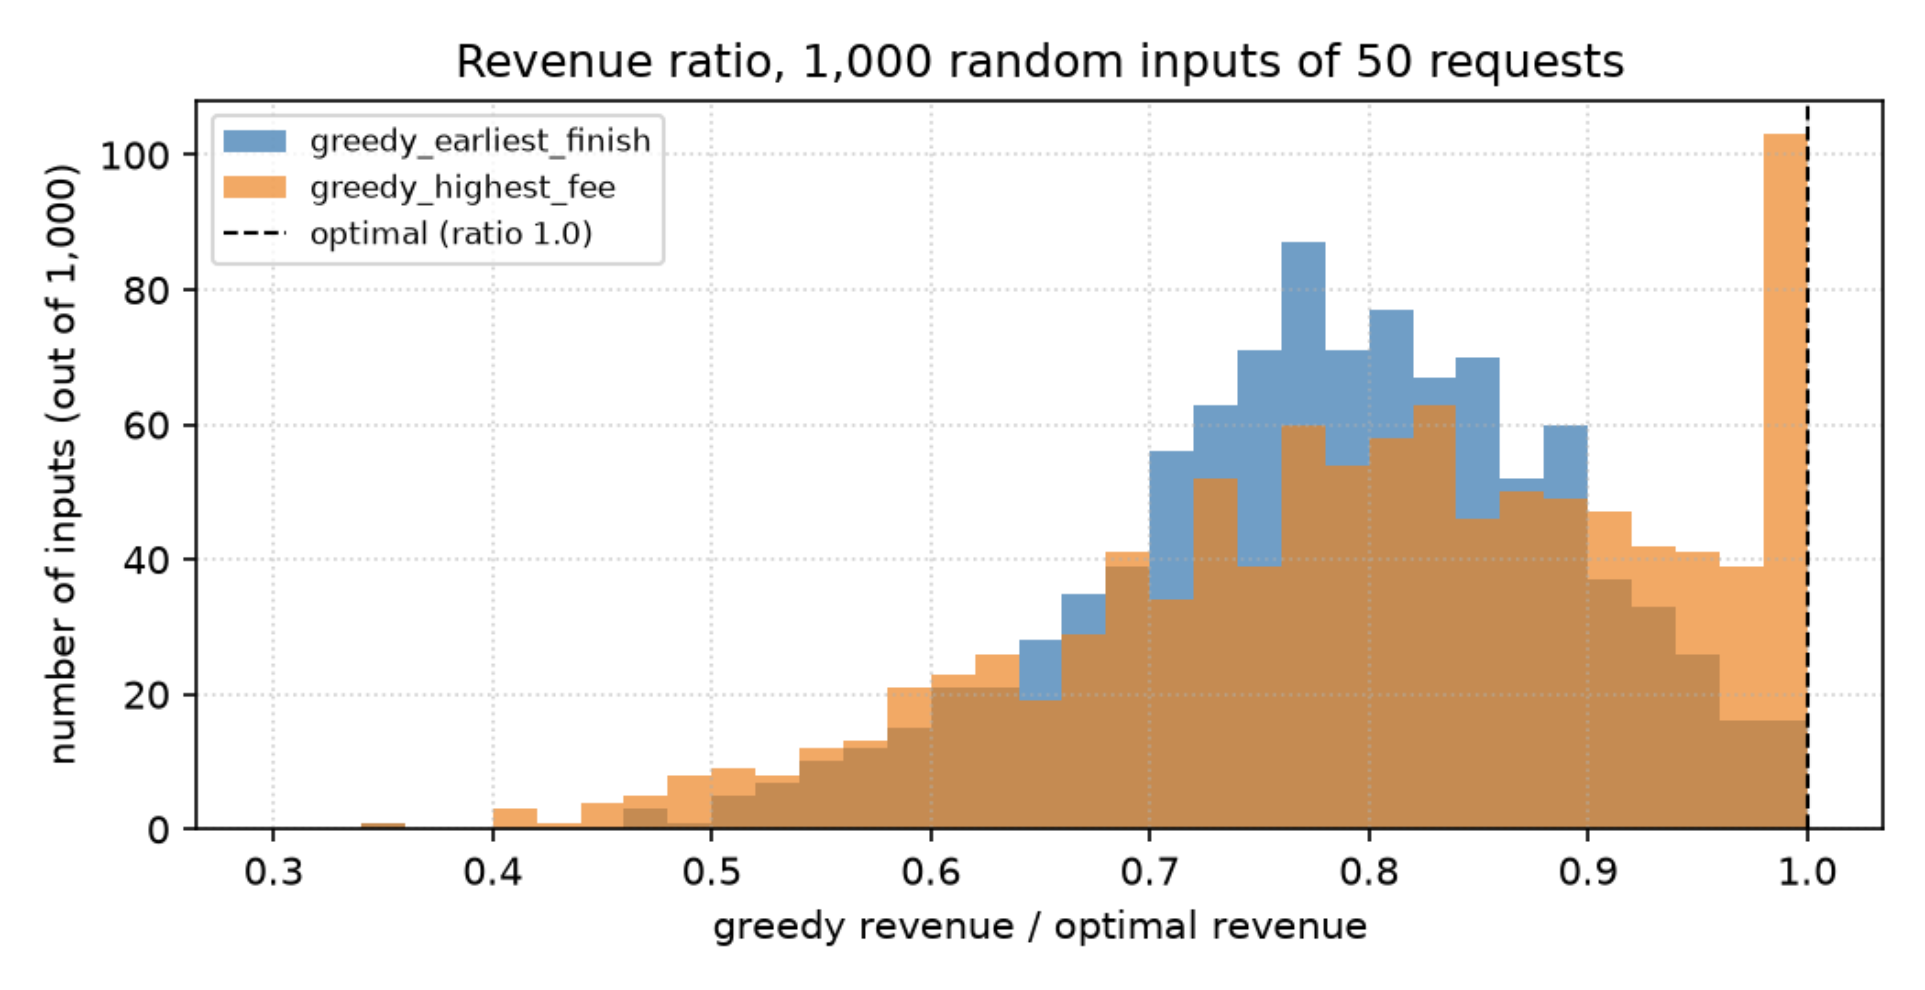 Revenue ratio, 1,000 random inputs of 50 requests
greedy_earliest_finish
greedy_highest_fee
optimal (ratio 1.0)
number of inputs (out of 1,000)
100
80
60
40
20
0
0.3 0.4 0.5 0.6 0.7 0.8 0.9 1.0
greedy revenue / optimal revenue